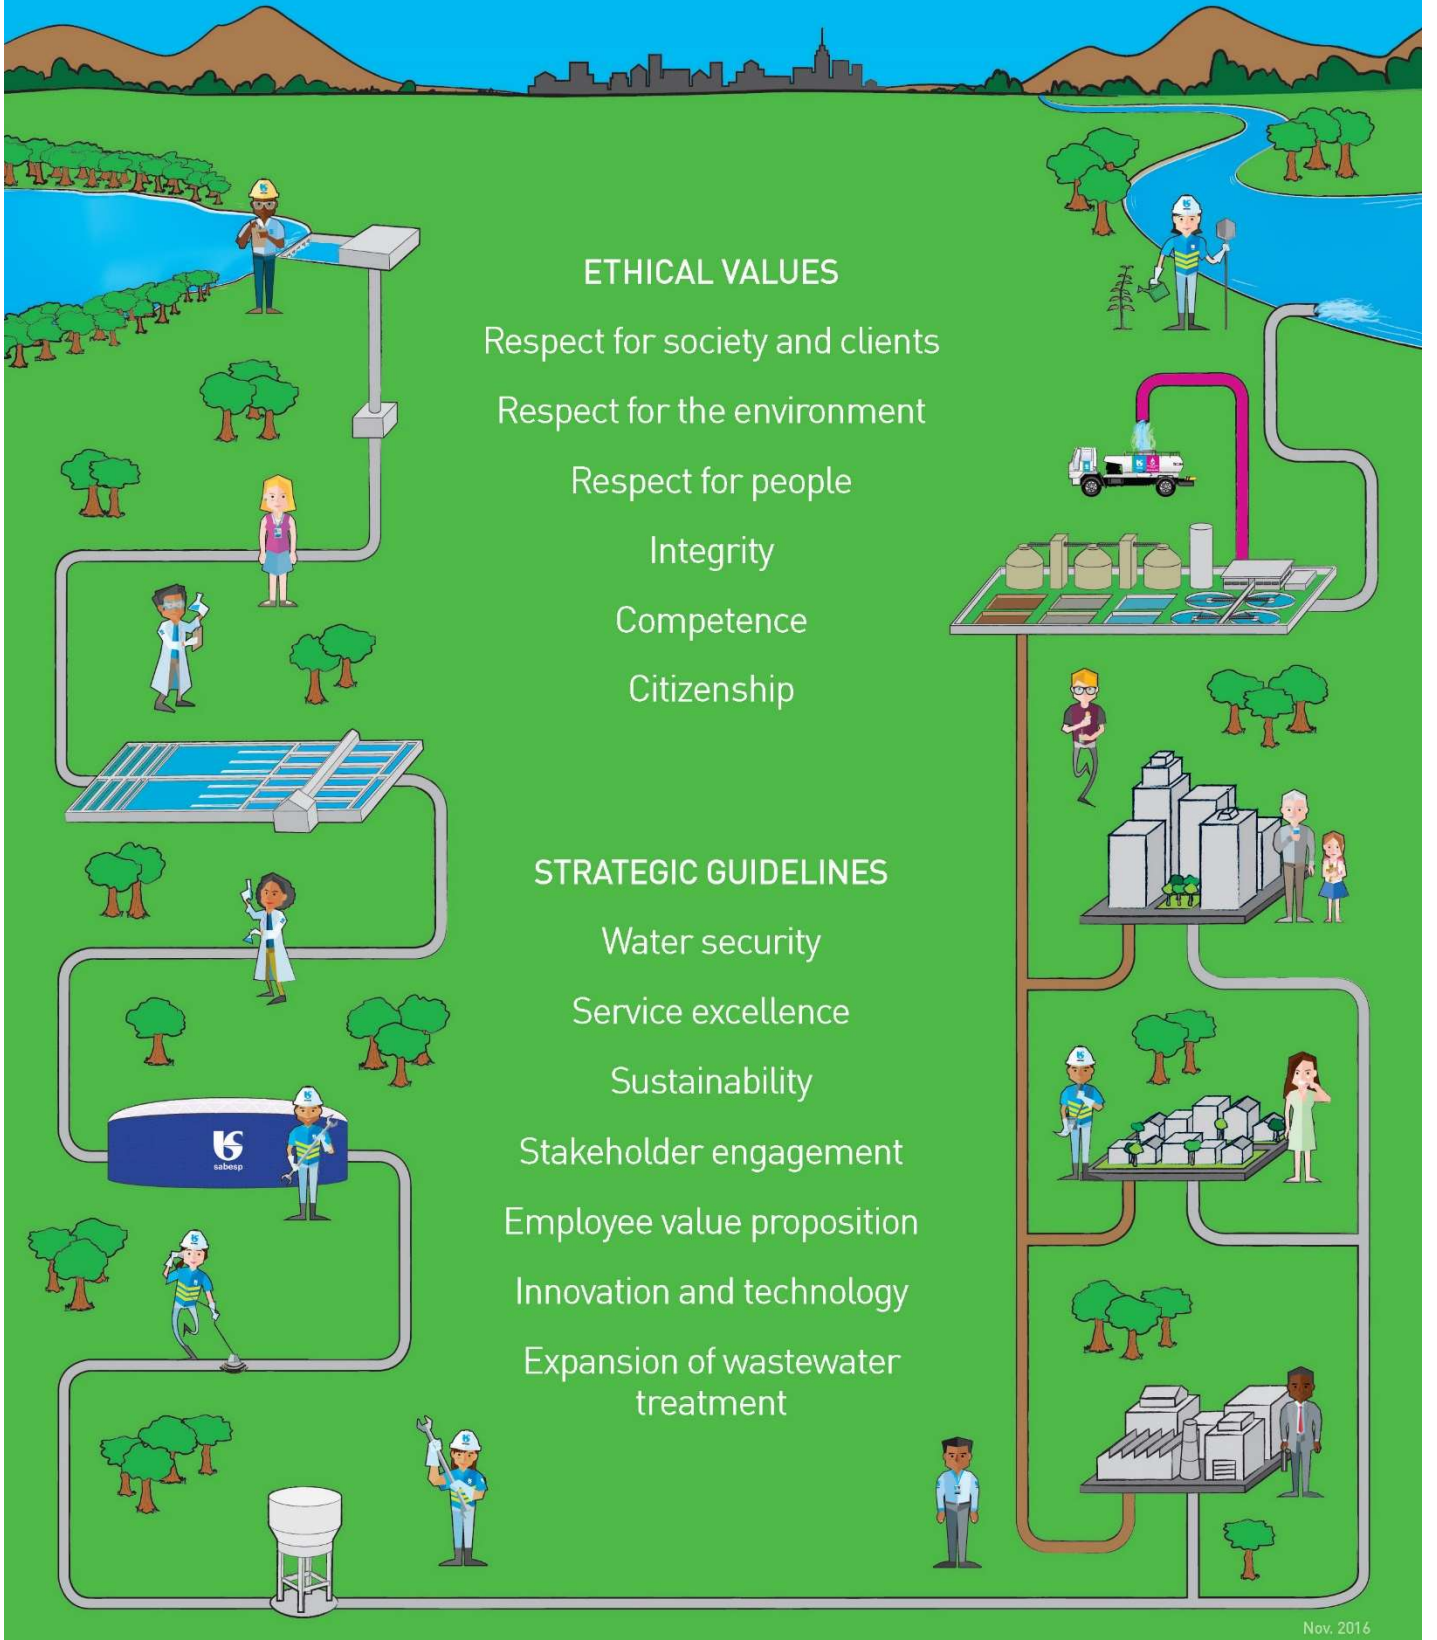 ETHICAL VALUES
Respect for society and clients
Respect for the environment
Respect for people
Integrity
Competence
Citizenship
STRATEGIC GUIDELINES
Water security
Service excellence
Sustainability
Stakeholder engagement
Employee value proposition
Innovation and technology
Expansion of wastewater
treatment
sabesp
Nov. 2016